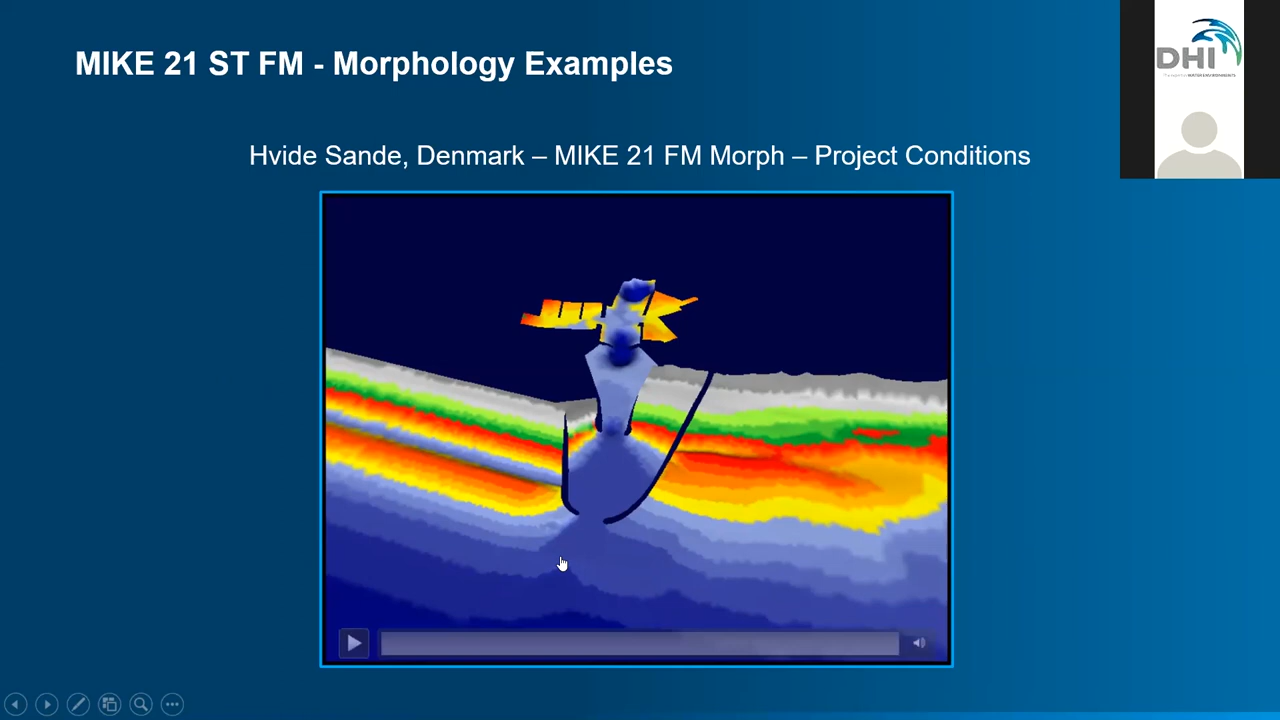 MIKE 21 ST FM - Morphology Examples
DHI
Hvide Sande, Denmark – MIKE 21 FM Morph – Project Conditions